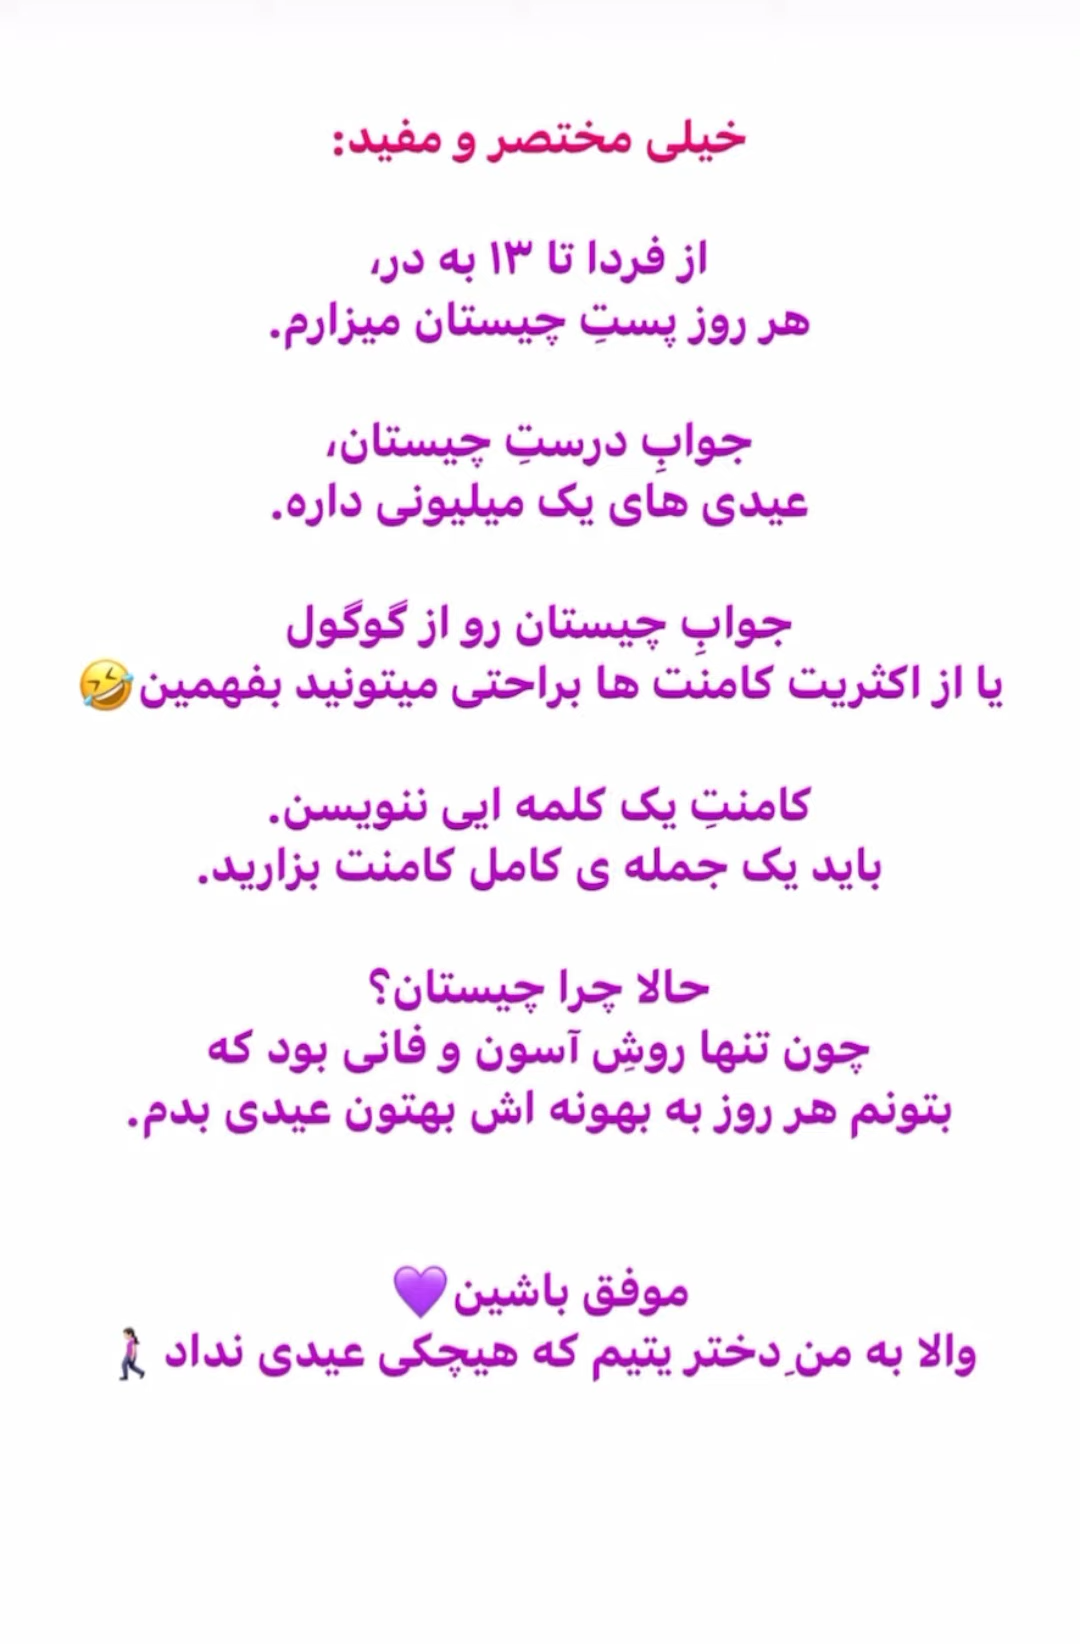 خیلی مختصر و مفید:
از فردا تا ۱۳ به در،
هر روز پستِ چیستان میزارم.
جوابِ درستِ چیستان،
عیدی های یک میلیونی داره.
جوابِ چیستان رو از گوگول
یا از اکثریت کامنت ها براحتی میتونید بفهمین🤣
کامنتِ یک کلمه ایی ننویسن.
باید یک جمله ی کامل کامنت بزارید.
حالا چرا چیستان؟
چون تنها روشِ آسون و فانی بود که
بتونم هر روز به بهونه اش بهتون عیدی بدم.
موفق باشین💜
والا به من ِدختر یتیم که هیچکی عیدی نداد🚶🏻‍♀️